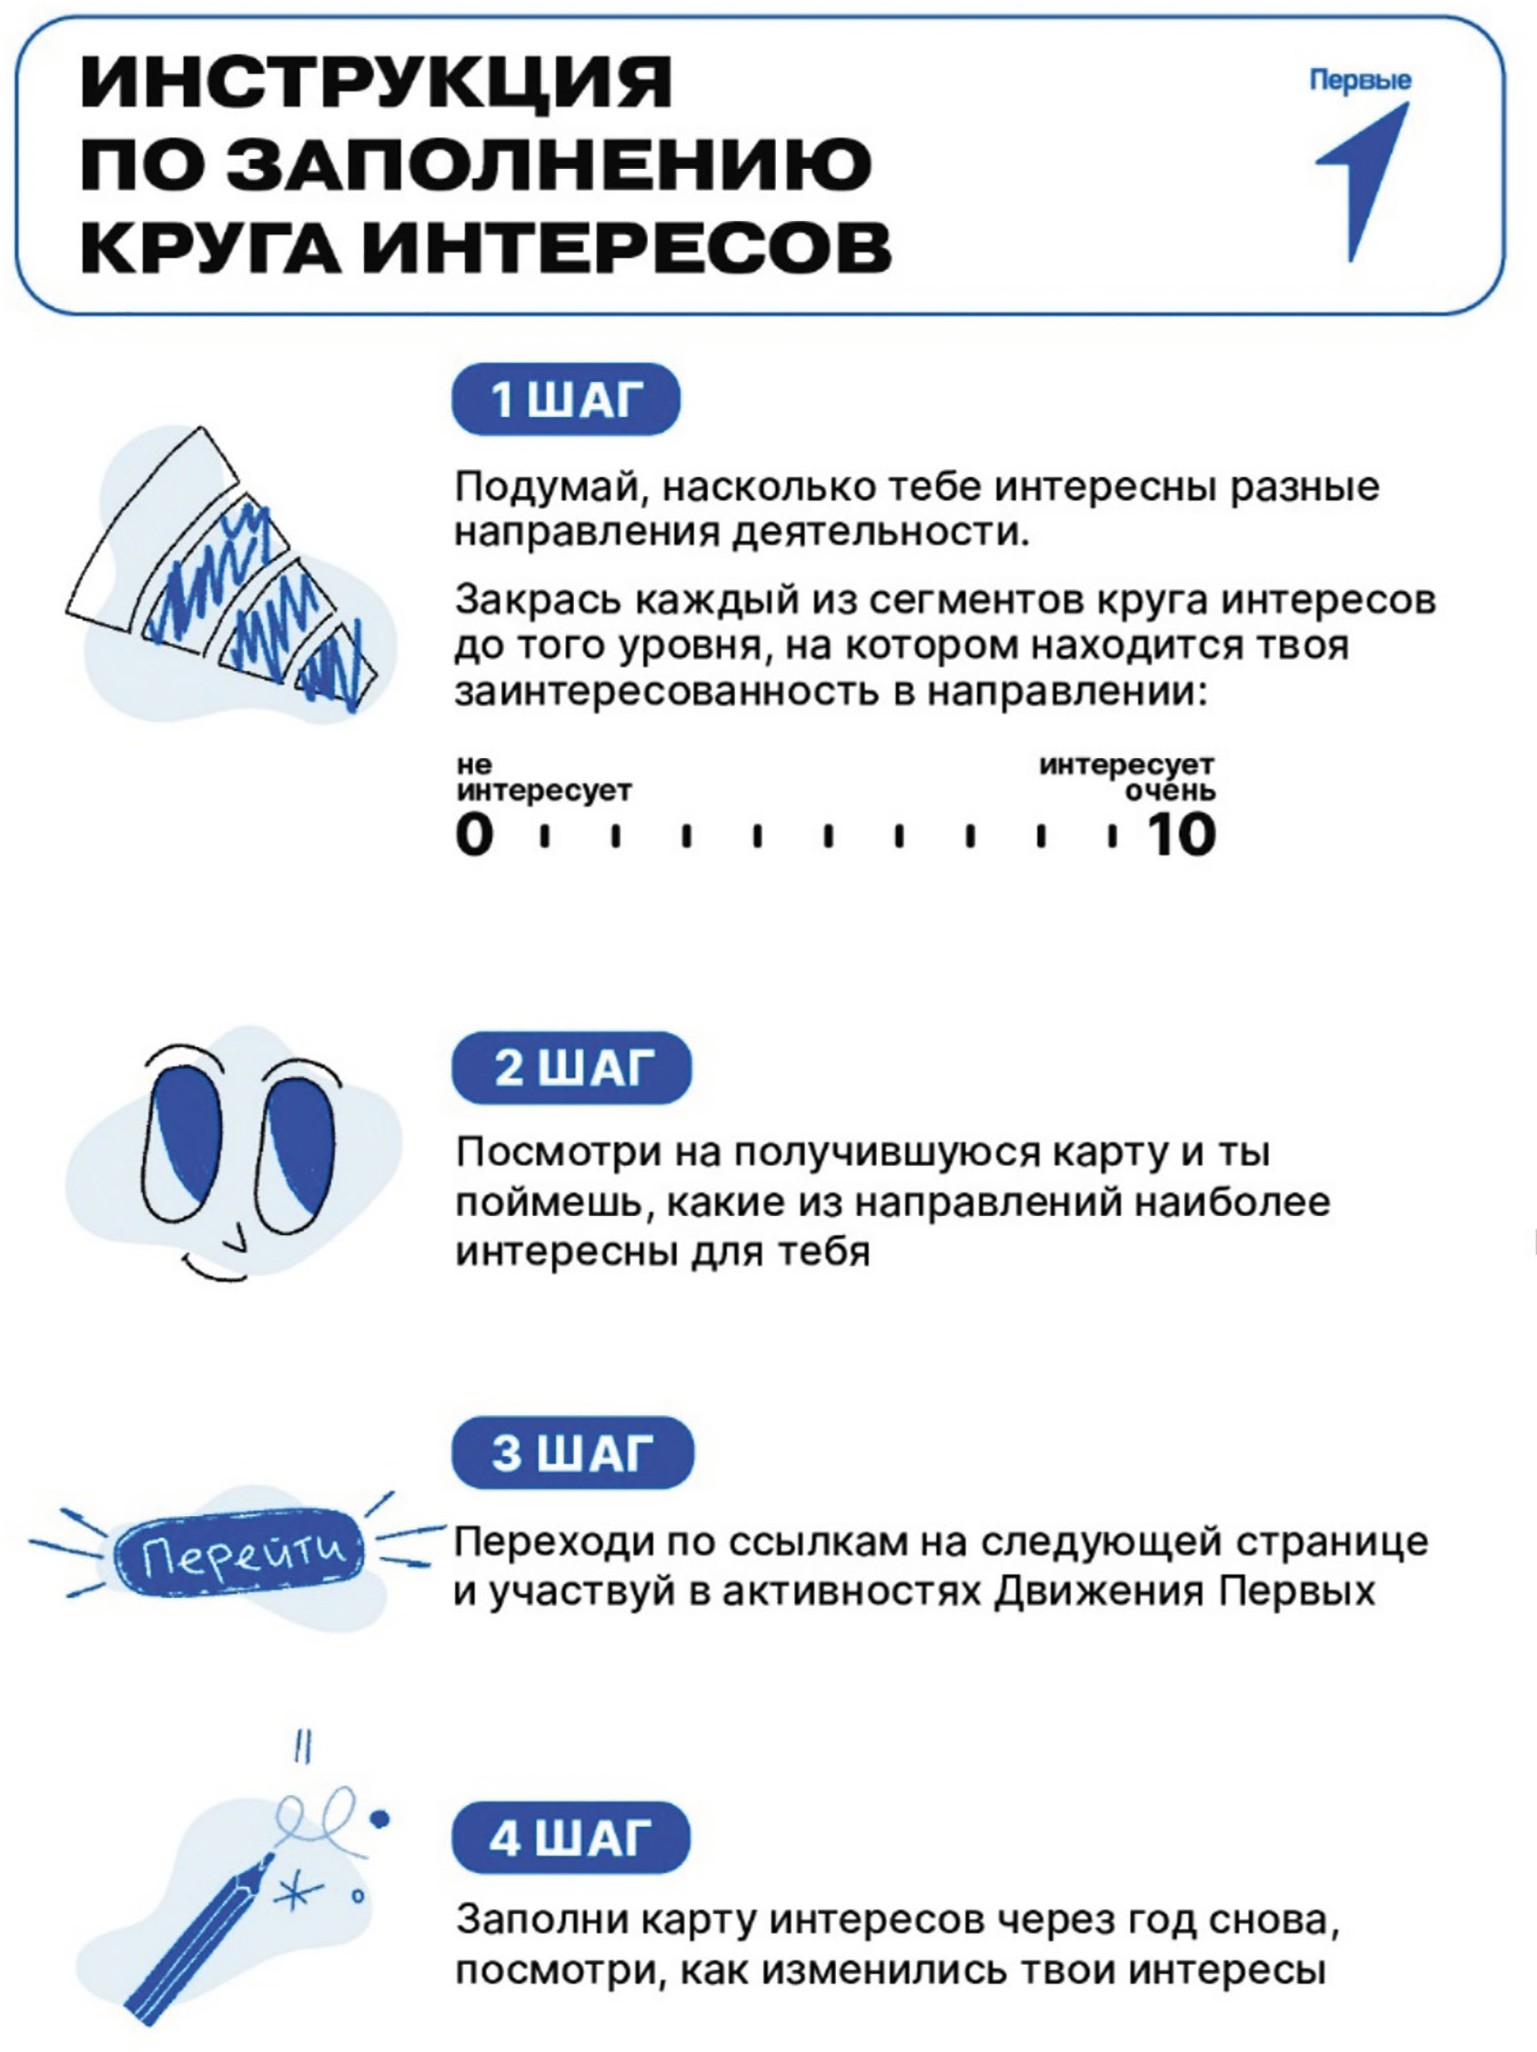 ИНСТРУКЦИЯ
ПО ЗАПОЛНЕНИЮ
КРУГА ИНТЕРЕСОВ
Первые
1 ШАГ
Подумай, насколько тебе интересны разные
направления деятельности.
Закрась каждый из сегментов круга интересов
до того уровня, на котором находится твоя
заинтересованность в направлении:
не
интересует
интересует
очень
0
10
2 ШАГ
Посмотри на получившуюся карту и ты
поймешь, какие из направлений наиболее
интересны для тебя
3 ШАГ
Перейти
Переходи по ссылкам на следующей странице
и участвуй в активностях Движения Первых
4 ШАГ
Заполни карту интересов через год снова,
посмотри, как изменились твои интересы